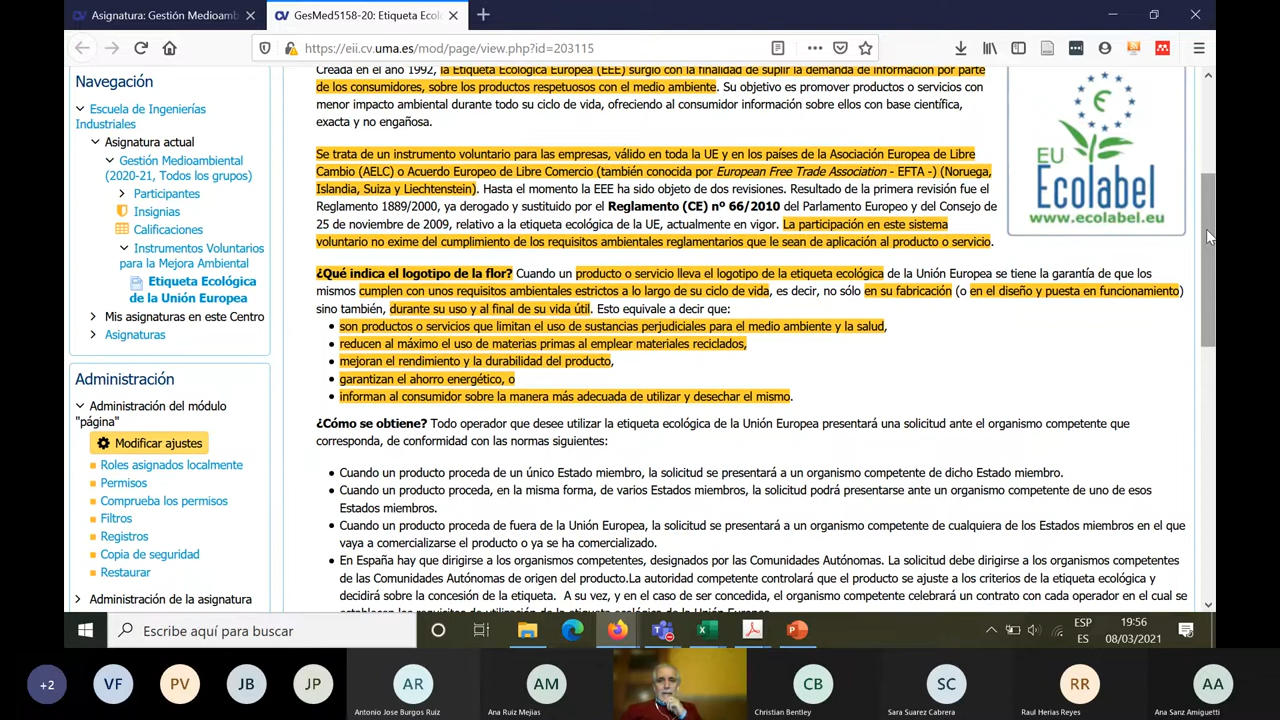 Asignatura: Gestión Medioamb
GesMed5158-20: Etiqueta Ecol
https://eii.cv.uma.es/mod/page/view.php?id=203115
Navegación
Escuela de Ingenierías
Industriales
Asignatura actual
Gestión Medioambiental
(2020-21, Todos los grupos)
Participantes
Insignias
Calificaciones
Instrumentos Voluntarios
para la Mejora Ambiental
Etiqueta Ecológica
de la Unión Europea
Mis asignaturas en este Centro
Asignaturas
Administración
Administración del módulo
"página"
Modificar ajustes
Roles asignados localmente
Permisos
Comprueba los permisos
Filtros
Registros
Copia de seguridad
Restaurar
Administración de la asignatura
Creada en el año 1992, la Etiqueta Ecológica Europea (EEE) surgió con la finalidad de suplir la demanda de información por parte
de los consumidores, sobre los productos respetuosos con el medio ambiente. Su objetivo es promover productos o servicios con
menor impacto ambiental durante todo su ciclo de vida, ofreciendo al consumidor información sobre ellos con base científica,
exacta y no engañosa.
Se trata de un instrumento voluntario para las empresas, válido en toda la UE y en los países de la Asociación Europea de Libre
Cambio (AELC) o Acuerdo Europeo de Libre Comercio (también conocida por European Free Trade Association - EFTA -) (Noruega,
Islandia, Suiza y Liechtenstein). Hasta el momento la EEE ha sido objeto de dos revisiones. Resultado de la primera revisión fue el
Reglamento 1889/2000, ya derogado y sustituido por el Reglamento (CE) nº 66/2010 del Parlamento Europeo y del Consejo de
25 de noviembre de 2009, relativo a la etiqueta ecológica de la UE, actualmente en vigor. La participación en este sistema
voluntario no exime del cumplimiento de los requisitos ambientales reglamentarios que le sean de aplicación al producto o servicio.
EU
Ecolabel
www.ecolabel.eu
¿Qué indica el logotipo de la flor? Cuando un producto o servicio lleva el logotipo de la etiqueta ecológica de la Unión Europea se tiene la garantía de que los
mismos cumplen con unos requisitos ambientales estrictos a lo largo de su ciclo de vida, es decir, no sólo en su fabricación (o en el diseño y puesta en funcionamiento)
sino también, durante su uso y al final de su vida útil. Esto equivale a decir que:
son productos o servicios que limitan el uso de sustancias perjudiciales para el medio ambiente y la salud,
reducen al máximo el uso de materias primas al emplear materiales reciclados,
mejoran el rendimiento y la durabilidad del producto,
garantizan el ahorro energético, o
informan al consumidor sobre la manera más adecuada de utilizar y desechar el mismo.
¿Cómo se obtiene? Todo operador que desee utilizar la etiqueta ecológica de la Unión Europea presentará una solicitud ante el organismo competente que
corresponda, de conformidad con las normas siguientes:
Cuando un producto proceda de un único Estado miembro, la solicitud se presentará a un organismo competente de dicho Estado miembro.
Cuando un producto proceda, en la misma forma, de varios Estados miembros, la solicitud podrá presentarse ante un organismo competente de uno de esos
Estados miembros.
Cuando un producto proceda de fuera de la Unión Europea, la solicitud se presentará a un organismo competente de cualquiera de los Estados miembros en el que
vaya a comercializarse el producto o ya se ha comercializado.
En España hay que dirigirse a los organismos competentes, designados por las Comunidades Autónomas. La solicitud debe dirigirse a los organismos competentes
de las Comunidades Autónomas de origen del producto.La autoridad competente controlará que el producto se ajuste a los criterios de la etiqueta ecológica y
decidirá sobre la concesión de la etiqueta. A su vez, y en el caso de ser concedida, el organismo competente celebrará un contrato con cada operador en el cual se
establecen los requisitos de utilización de la etiqueta ecológica de la Unión Europea
Escribe aquí para buscar
ESP
ES
19:56
08/03/2021
+2
VF
PV
JB
JP
AR
Antonio Jose Burgos Ruiz
AM
Ana Ruiz Mejias
CB
Christian Bentley
SC
Sara Suarez Cabrera
RR
Raul Herias Reyes
AA
Ana Sanz Amiguetti